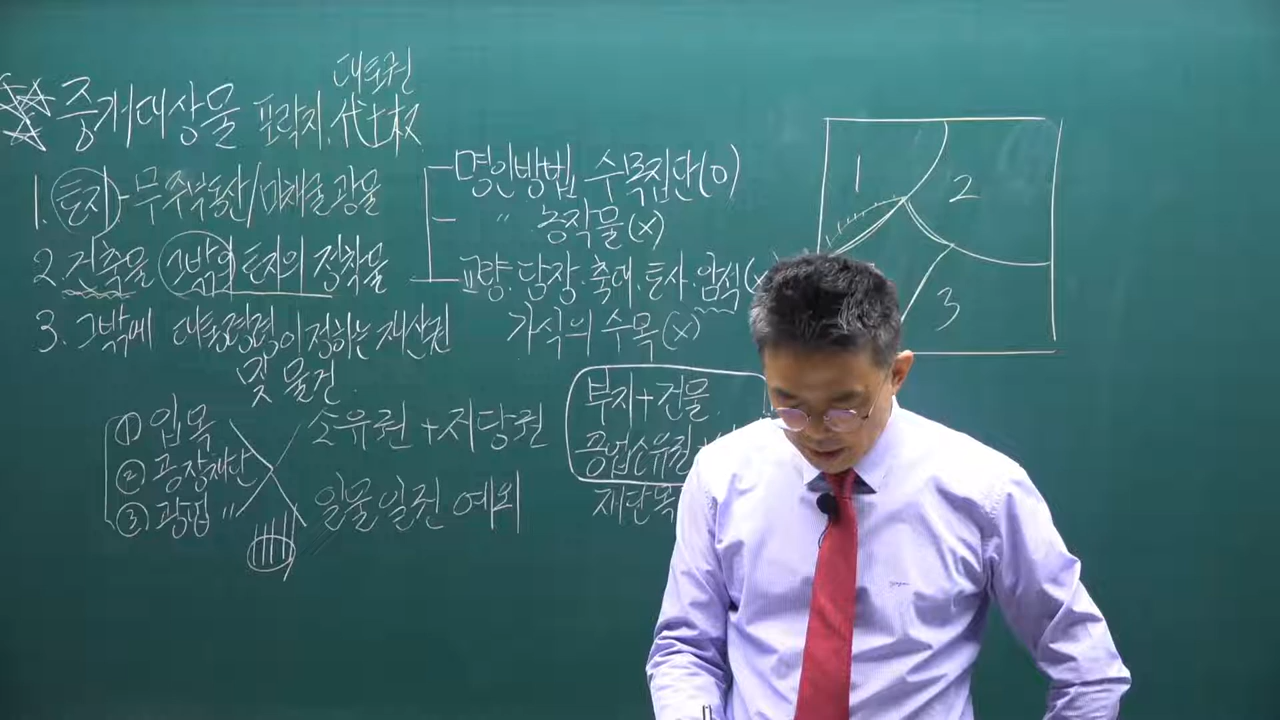 대토권
중개대상물 포락지. 代土权
1. 토지 - 무주부동산/미채굴광물
2. 건축물 그밖의 토지의 정착물
3. 그밖에 대통령령이 정하는 재산권
및 물건
① 입목
② 공장재단
③ 광업 〃
소유권 + 저당권
일물일권 예외
명인방법 수목집단(O)
〃 농작물(X)
교량. 담장. 축대. 토사. 암석(
가식의 수목(X)
부지+건물
공업소유권
재단목
1
2
3